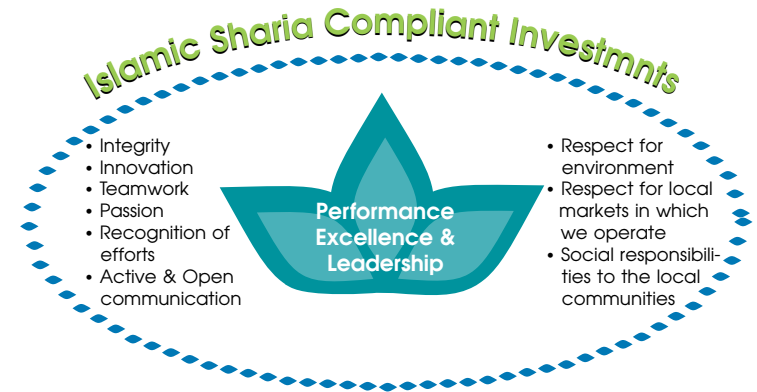 Islamic Sharia Compliant Investmnts
• Integrity
• Innovation
• Teamwork
• Passion
• Recognition of
efforts
• Active & Open
communication
Performance
Excellence &
Leadership
• Respect for
environment
• Respect for local
markets in which
we operate
• Social responsibili-
ties to the local
communities